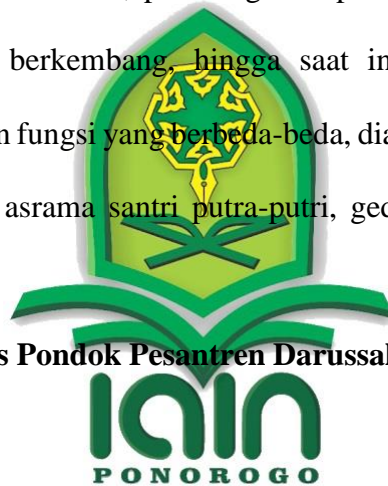 berkembang, hingga saat in
n fungsi yang berbeda-beda, dia
asrama santri putra-putri, ged
s Pondok Pesantren Darussal
iain
PONOROGO